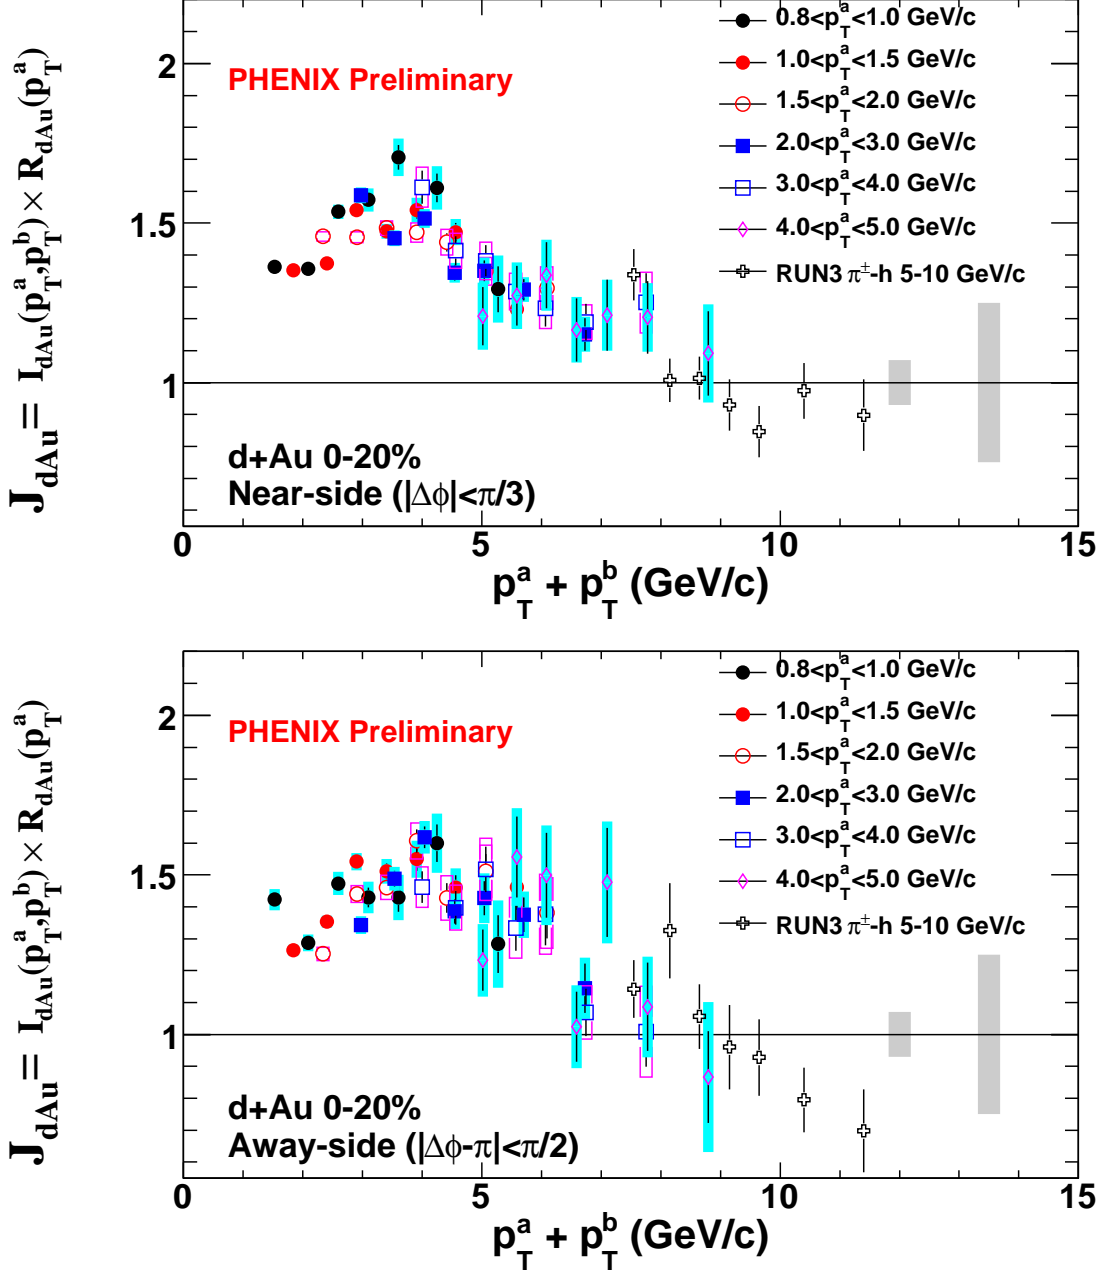 0.8<p_T^a<1.0 GeV/c
1.0<p_T^a<1.5 GeV/c
1.5<p_T^a<2.0 GeV/c
2.0<p_T^a<3.0 GeV/c
3.0<p_T^a<4.0 GeV/c
4.0<p_T^a<5.0 GeV/c
RUN3 π±-h 5-10 GeV/c
PHENIX Preliminary
J_dAu = I_dAu(p_T^a,p_T^b) × R_dAu(p_T^a)
2
1.5
1
d+Au 0-20%
Near-side (|Δϕ|<π/3)
0 5 10 15
p_T^a + p_T^b (GeV/c)
0.8<p_T^a<1.0 GeV/c
1.0<p_T^a<1.5 GeV/c
1.5<p_T^a<2.0 GeV/c
2.0<p_T^a<3.0 GeV/c
3.0<p_T^a<4.0 GeV/c
4.0<p_T^a<5.0 GeV/c
RUN3 π±-h 5-10 GeV/c
PHENIX Preliminary
J_dAu = I_dAu(p_T^a,p_T^b) × R_dAu(p_T^a)
2
1.5
1
d+Au 0-20%
Away-side (|Δϕ-π|<π/2)
0 5 10 15
p_T^a + p_T^b (GeV/c)